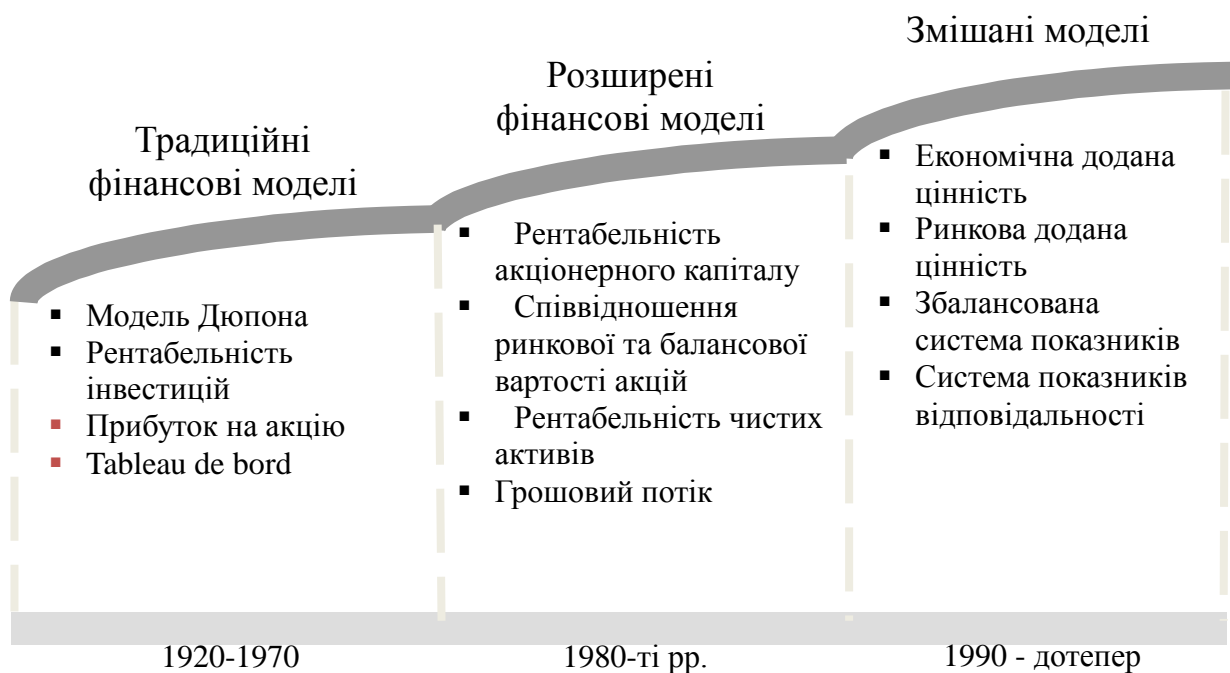 Традиційні
фінансові моделі
▪ Модель Дюпона
▪ Рентабельність
інвестицій
▪ Прибуток на акцію
▪ Tableau de bord
1920-1970
Розширені
фінансові моделі
▪ Рентабельність
акціонерного капіталу
▪ Співвідношення
ринкової та балансової
вартості акцій
▪ Рентабельність чистих
активів
▪ Грошовий потік
1980-ті рр.
Змішані моделі
▪ Економічна додана
цінність
▪ Ринкова додана
цінність
▪ Збалансована
система показників
▪ Система показників
відповідальності
1990 - дотепер